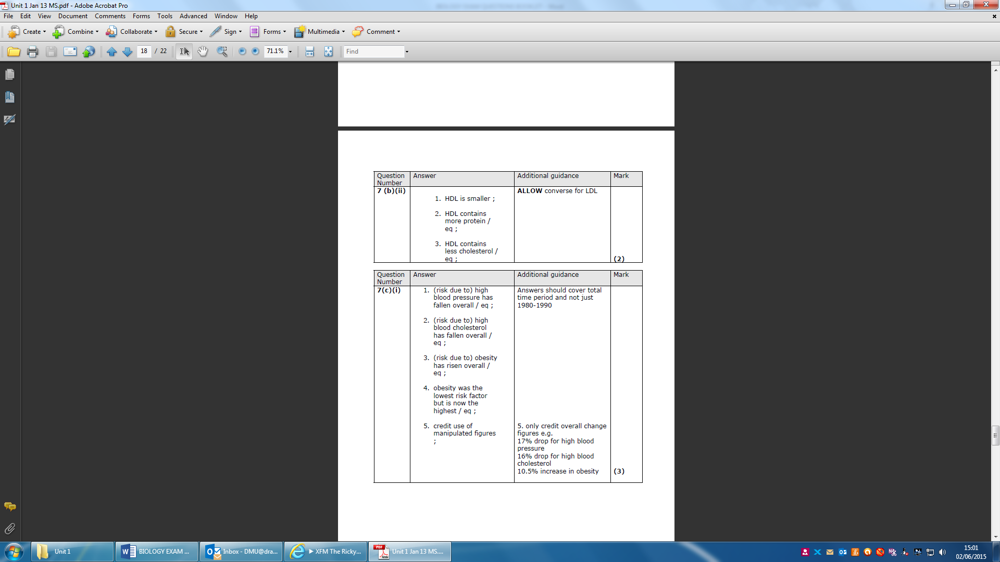 Unit 1 Jan 13 MS.pdf - Adobe Acrobat Pro
File Edit View Document Comments Forms Tools Advanced Window Help
Create Combine Collaborate Secure Sign Forms Multimedia Comment
18 / 22 71.1% Find
Question Number Answer Additional guidance Mark
7 (b)(ii) ALLOW converse for LDL
1. HDL is smaller ;
2. HDL contains
more protein /
eq ;
3. HDL contains
less cholesterol /
eq ; (2)
Question Number Answer Additional guidance Mark
7(c)(i) 1. (risk due to) high Answers should cover total
blood pressure has time period and not just
fallen overall / eq ; 1980-1990
2. (risk due to) high
blood cholesterol
has fallen overall /
eq ;
3. (risk due to) obesity
has risen overall /
eq ;
4. obesity was the
lowest risk factor
but is now the
highest / eq ;
5. credit use of 5. only credit overall change
manipulated figures figures e.g.
; 17% drop for high blood
pressure
16% drop for high blood
cholesterol
10.5% increase in obesity (3)
Unit 1 BIOLOGY EXAM ... Inbox - DMU@dra... XFM The Ricky... Unit 1 Jan 13 MS....
15:01
02/06/2015